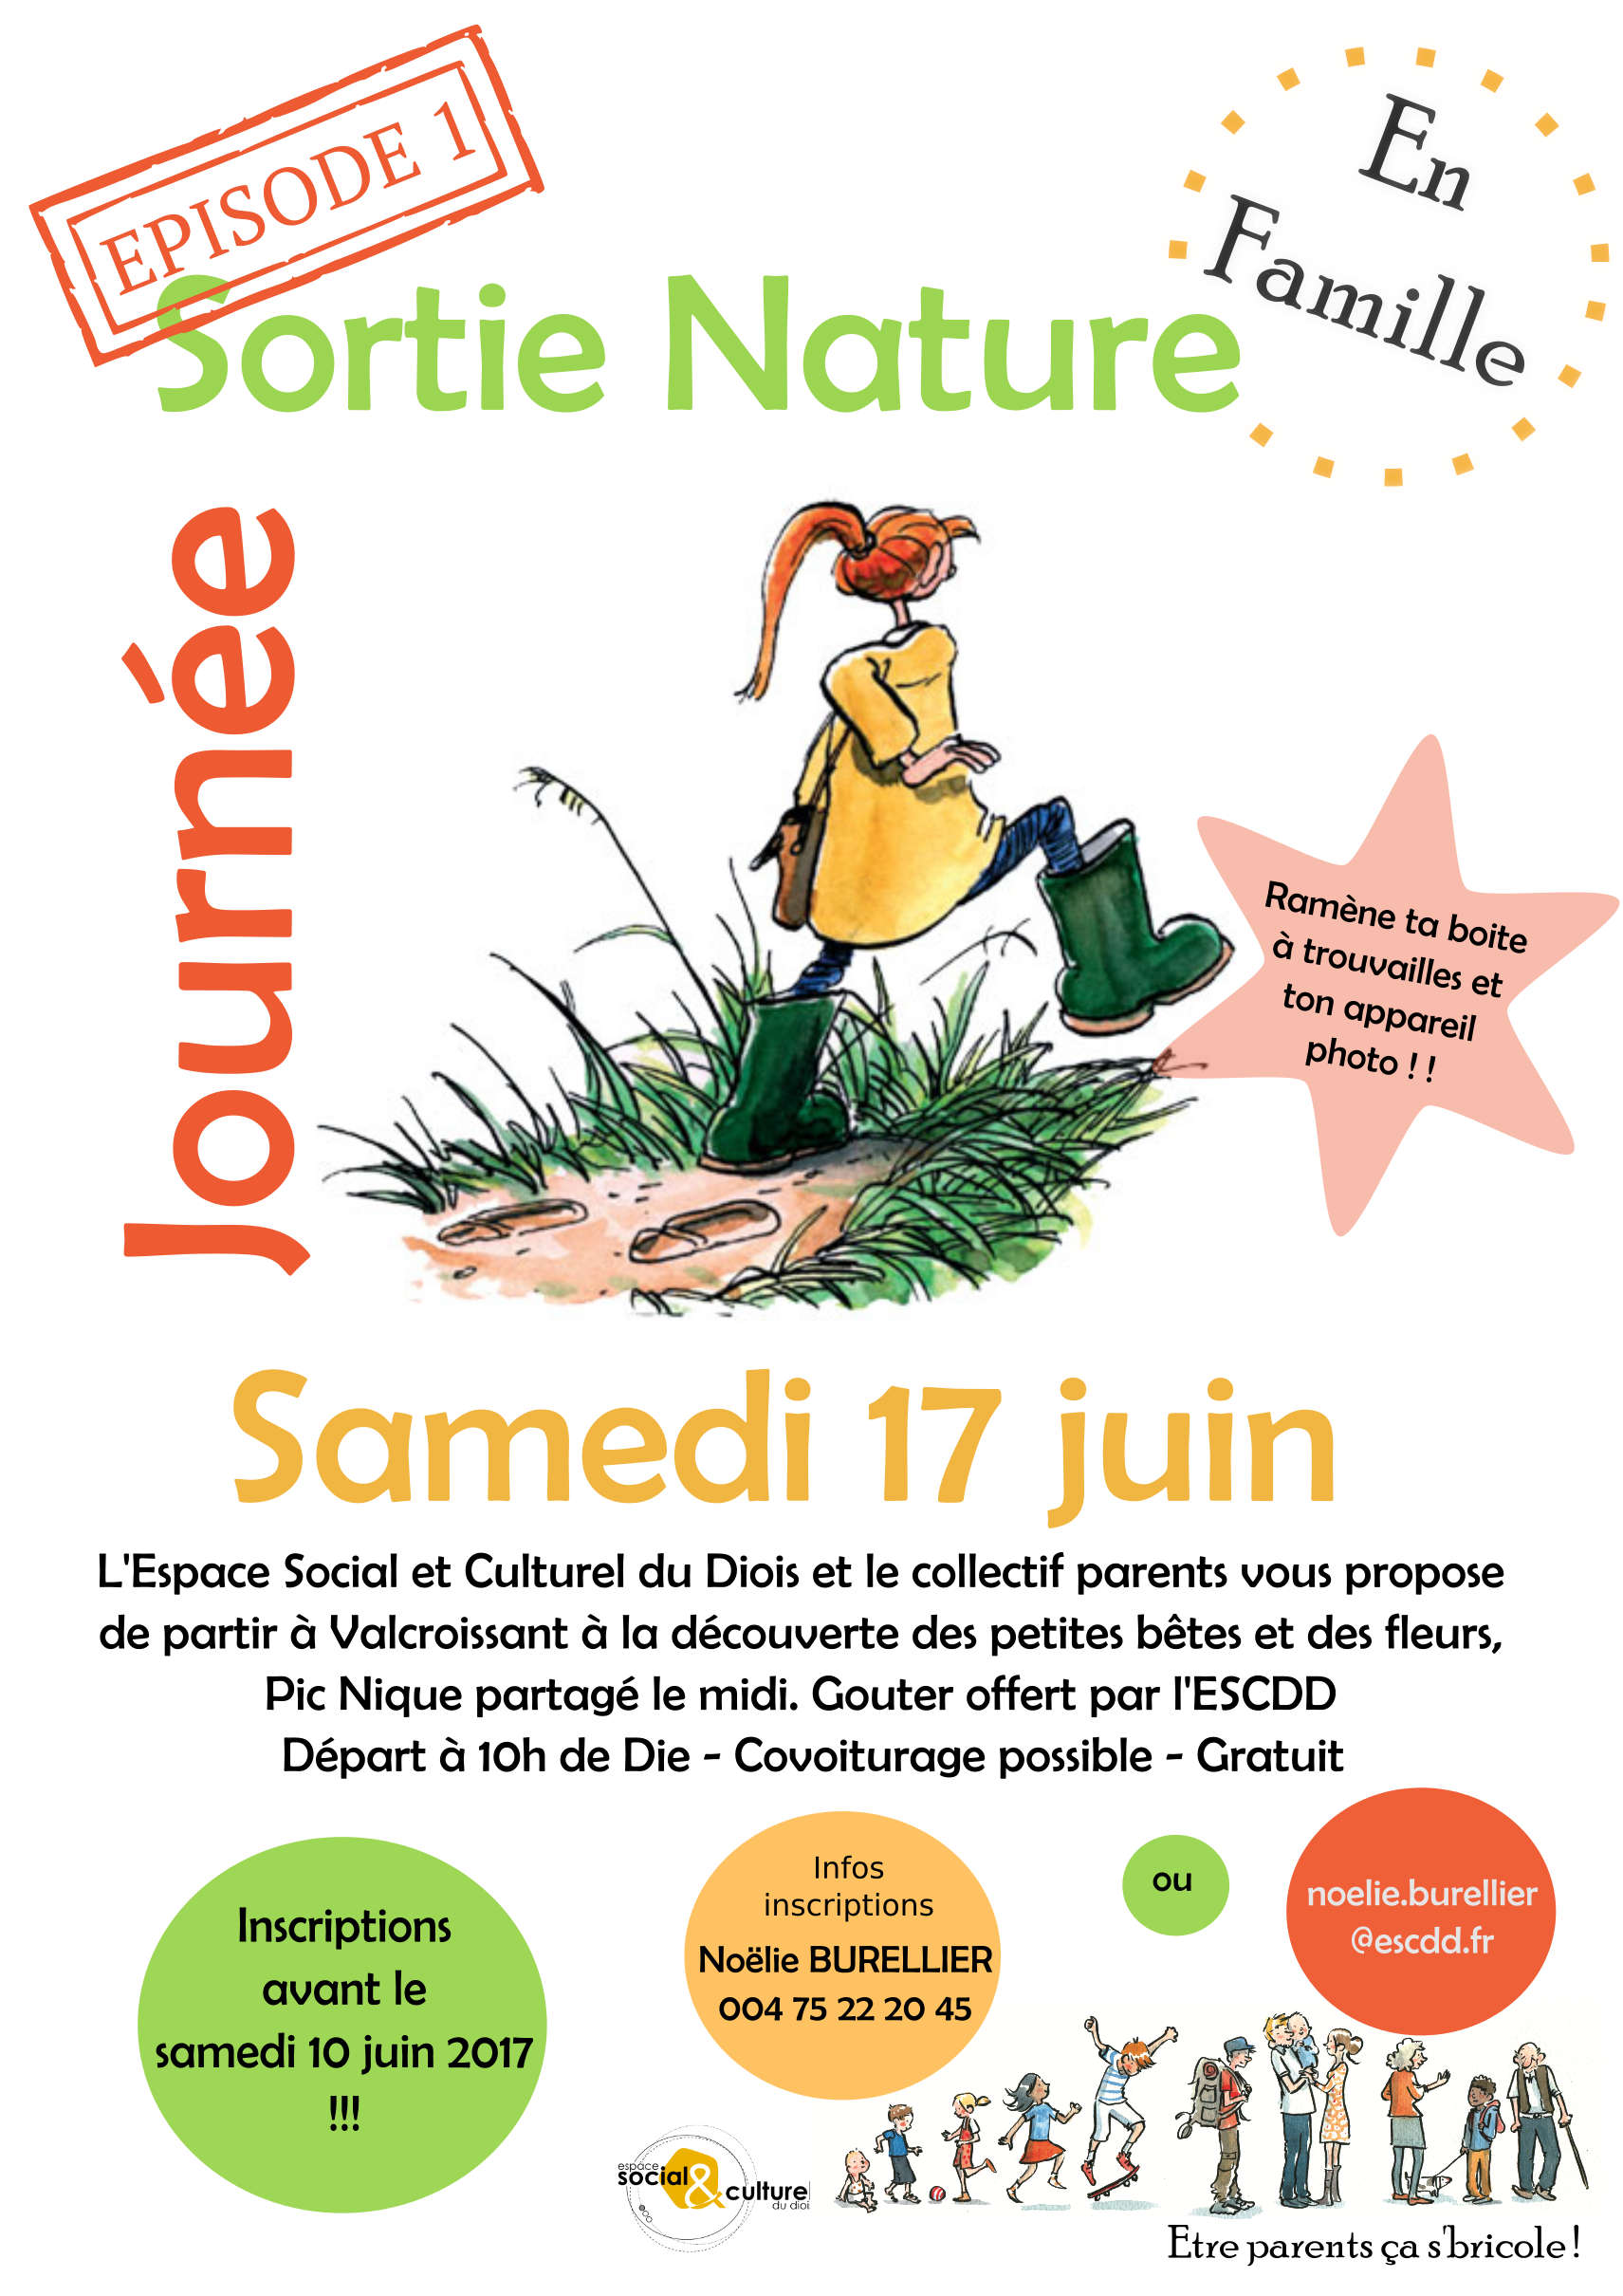 EPISODE 1
En
Famille
Sortie Nature
Journée
Ramène ta boite
à trouvailles et
ton appareil
photo ! !
Samedi 17 juin
L'Espace Social et Culturel du Diois et le collectif parents vous propose
de partir à Valcroissant à la découverte des petites bêtes et des fleurs,
Pic Nique partagé le midi. Gouter offert par l'ESCDD
Départ à 10h de Die - Covoiturage possible - Gratuit
Inscriptions
avant le
samedi 10 juin 2017
!!!
Infos
inscriptions
Noëlie BURELLIER
004 75 22 20 45
ou
noelie.burellier
@escdd.fr
espace
social & culturel
du dioi
Etre parents ça s'bricole !